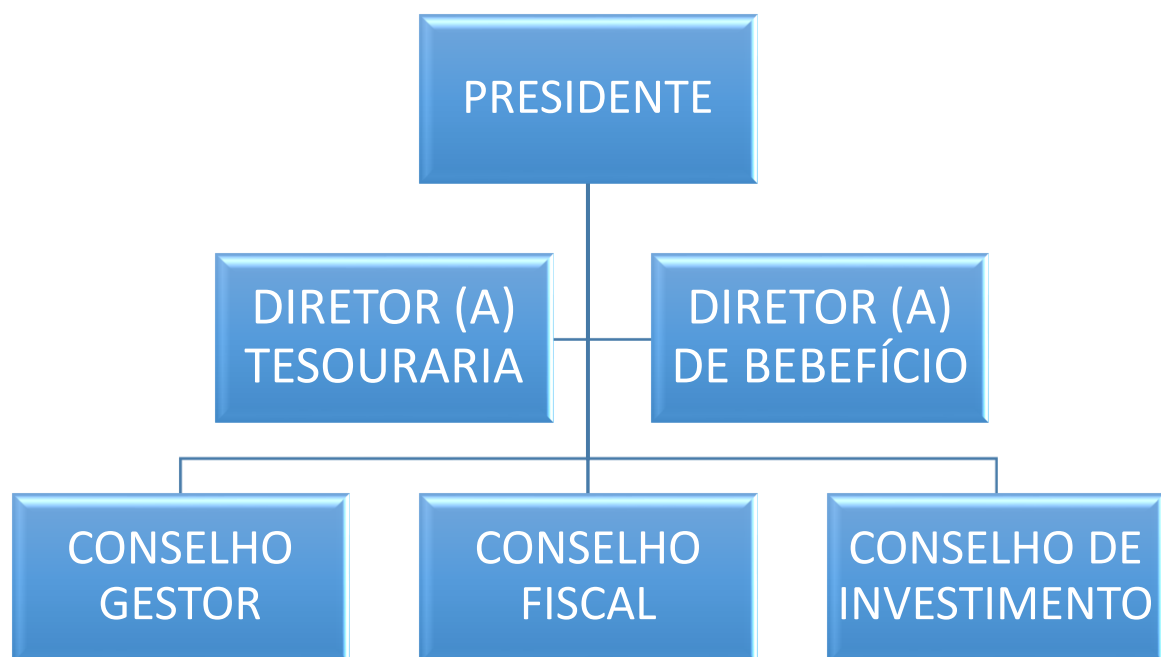 PRESIDENTE
DIRETOR (A)
TESOURARIA
DIRETOR (A)
DE BEBEFÍCIO
CONSELHO
GESTOR
CONSELHO
FISCAL
CONSELHO DE
INVESTIMENTO